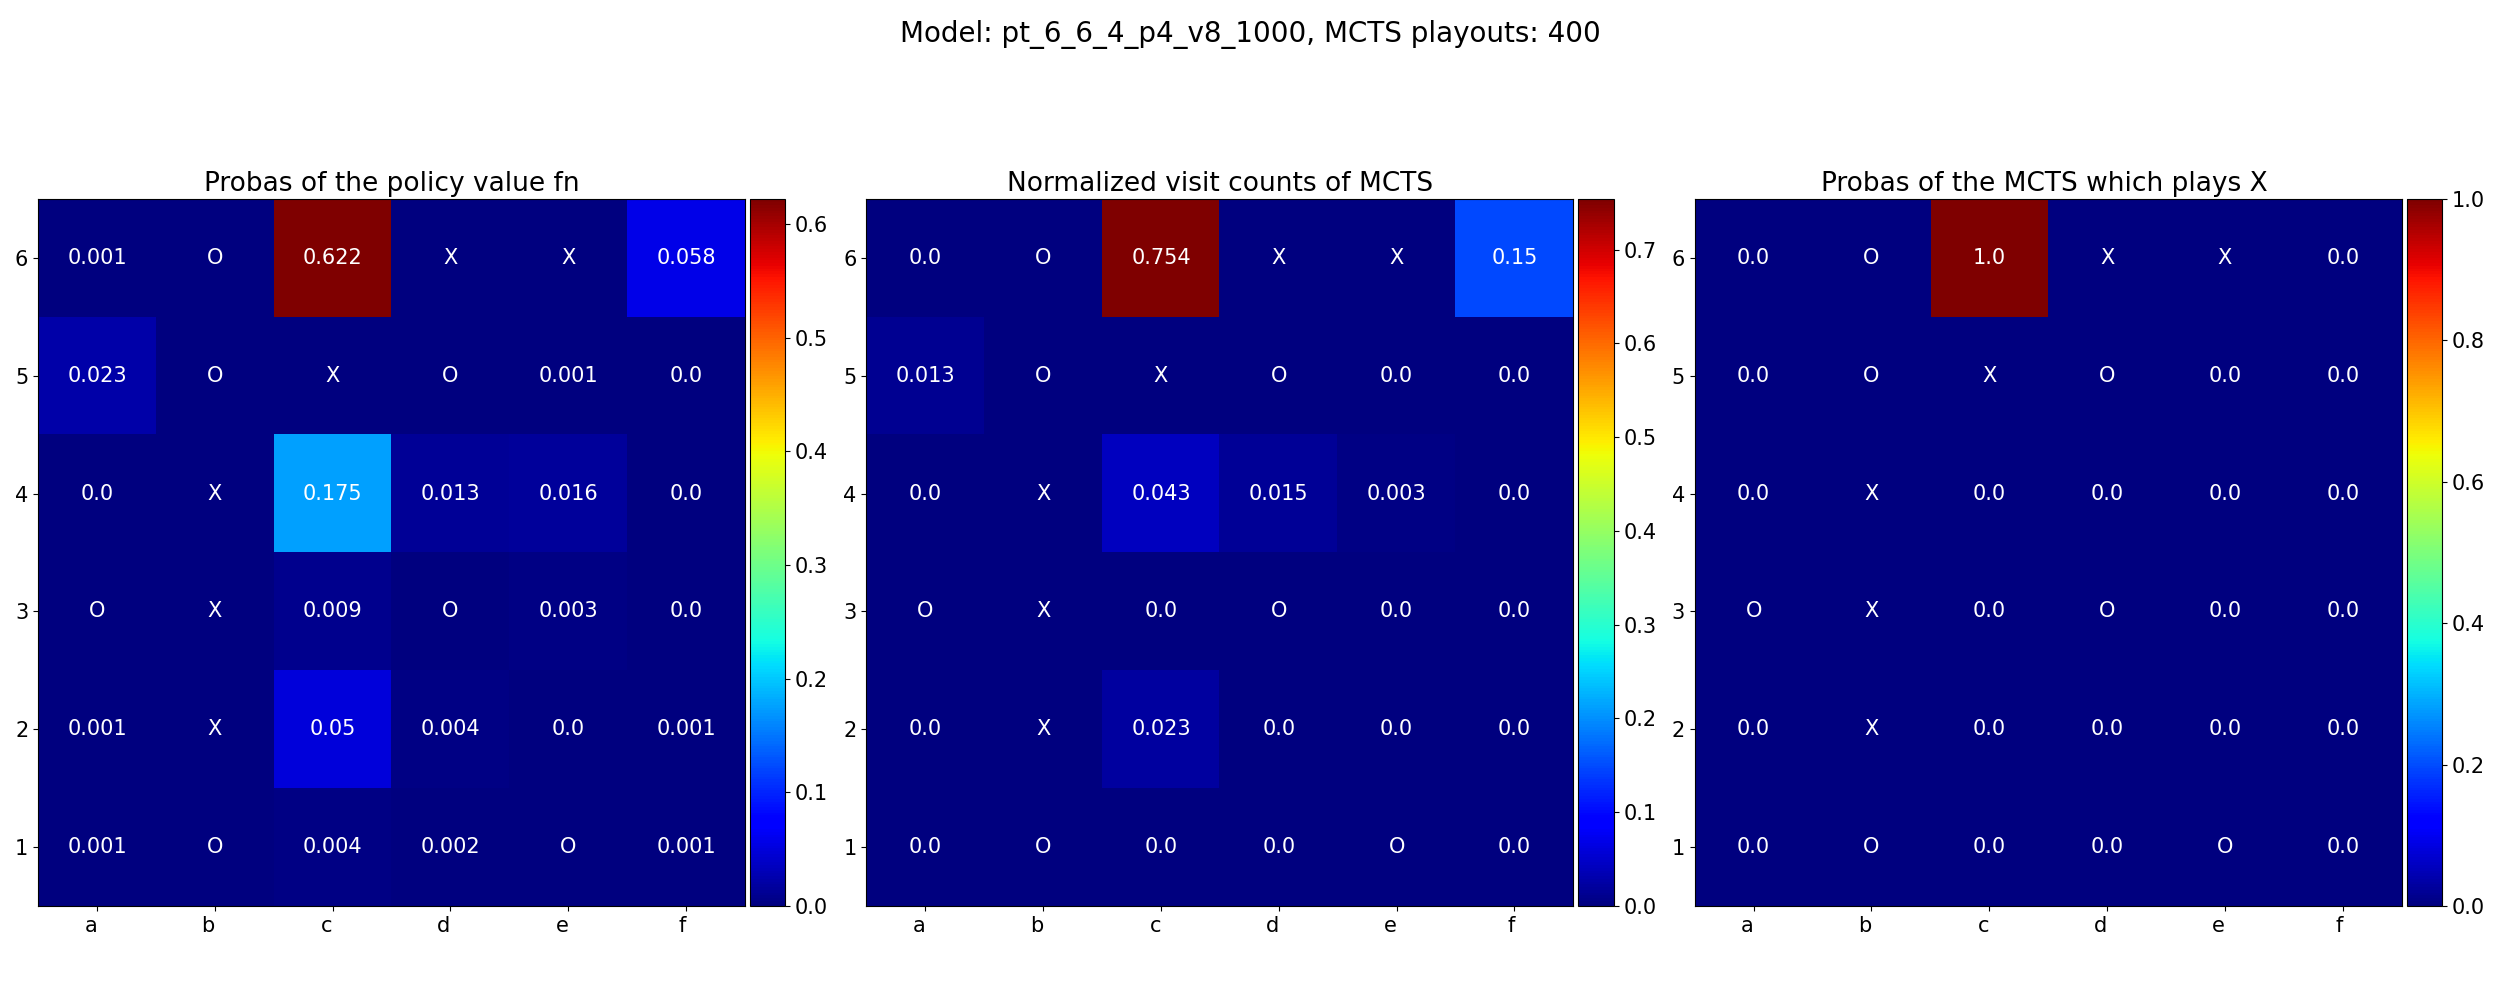 Model: pt_6_6_4_p4_v8_1000, MCTS playouts: 400
Probas of the policy value fn
6 0.001 O 0.622 X X 0.058
5 0.023 O X O 0.001 0.0
4 0.0 X 0.175 0.013 0.016 0.0
3 O X 0.009 O 0.003 0.0
2 0.001 X 0.05 0.004 0.0 0.001
1 0.001 O 0.004 0.002 O 0.001
a b c d e f
0.6
0.5
0.4
0.3
0.2
0.1
0.0
Normalized visit counts of MCTS
6 0.0 O 0.754 X X 0.15
5 0.013 O X O 0.0 0.0
4 0.0 X 0.043 0.015 0.003 0.0
3 O X 0.0 O 0.0 0.0
2 0.0 X 0.023 0.0 0.0 0.0
1 0.0 O 0.0 0.0 O 0.0
a b c d e f
0.7
0.6
0.5
0.4
0.3
0.2
0.1
0.0
Probas of the MCTS which plays X
6 0.0 O 1.0 X X 0.0
5 0.0 O X O 0.0 0.0
4 0.0 X 0.0 0.0 0.0 0.0
3 O X 0.0 O 0.0 0.0
2 0.0 X 0.0 0.0 0.0 0.0
1 0.0 O 0.0 0.0 O 0.0
a b c d e f
1.0
0.8
0.6
0.4
0.2
0.0